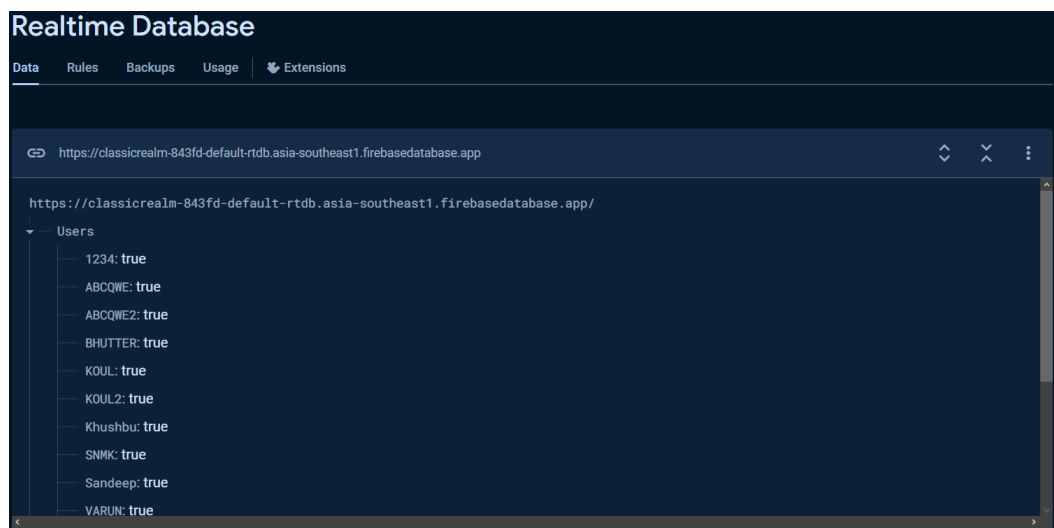 Realtime Database
Data Rules Backups Usage Extensions
https://classicrealm-843fd-default-rtdb.asia-southeast1.firebasedatabase.app
https://classicrealm-843fd-default-rtdb.asia-southeast1.firebasedatabase.app/
Users
1234: true
ABCQWE: true
ABCQWE2: true
BHUTTER: true
KOUL: true
KOUL2: true
Khushbu: true
SNMK: true
Sandeep: true
VARUN: true